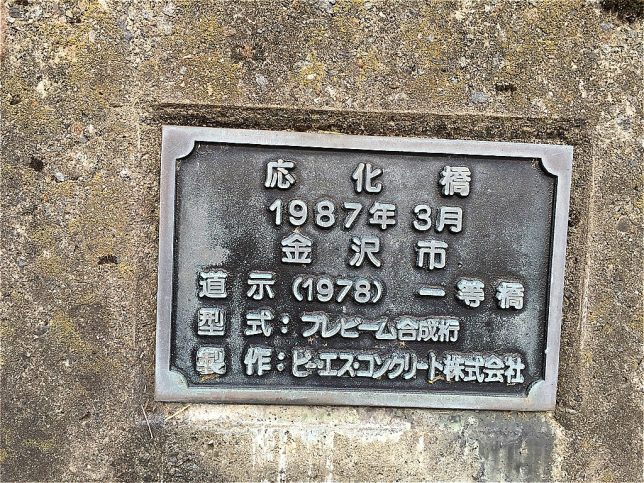 応化橋
1987年3月
金沢市
道示(1978) 一等橋
型式:プレビーム合成桁
製作:ピー・エス・コンクリート株式会社